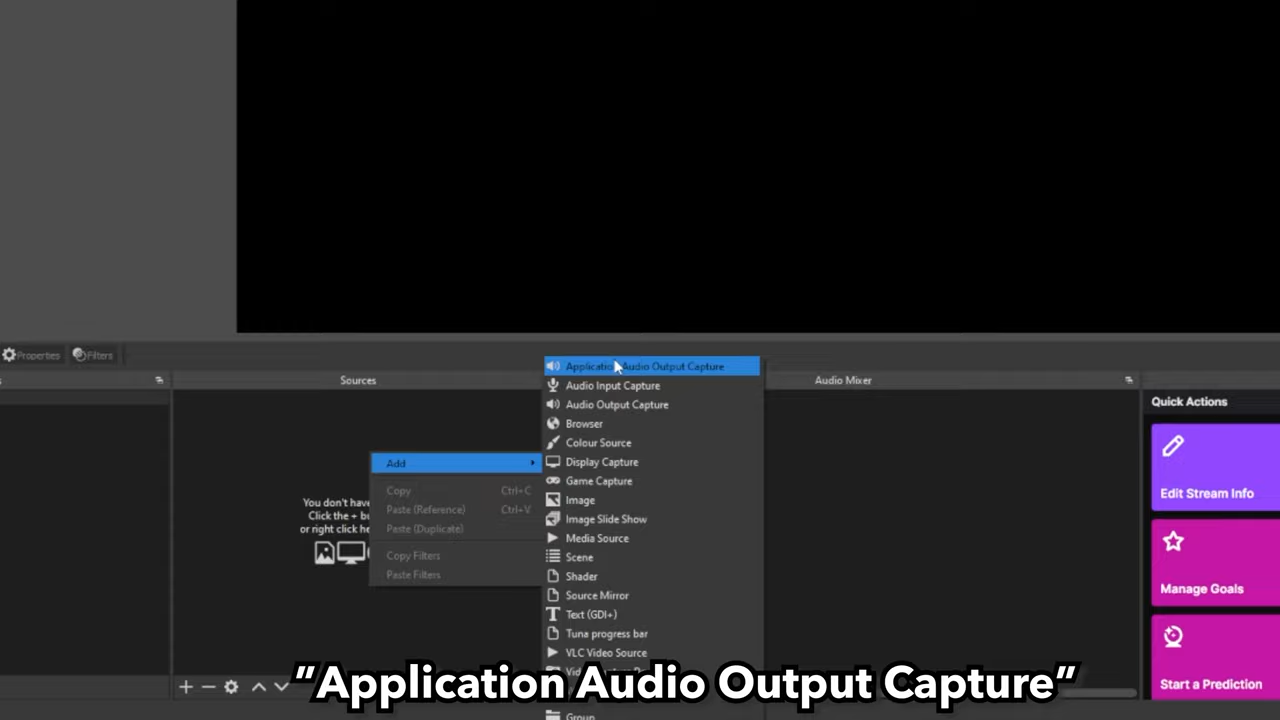 Properties
Filters
Sources
Audio Mixer
You don't have
Click the +
or right click
Add
Copy Ctrl+C
Paste (Reference) Ctrl+V
Paste (Duplicate)
Copy Filters
Paste Filters
Application Audio Output Capture
Audio Input Capture
Audio Output Capture
Browser
Colour Source
Display Capture
Game Capture
Image
Image Slide Show
Media Source
Scene
Shader
Source Mirror
Text (GDI+)
Tuna progress bar
VLC Video Source
Group
Quick Actions
Edit Stream Info
Manage Goals
Start a Prediction
"Application Audio Output Capture"